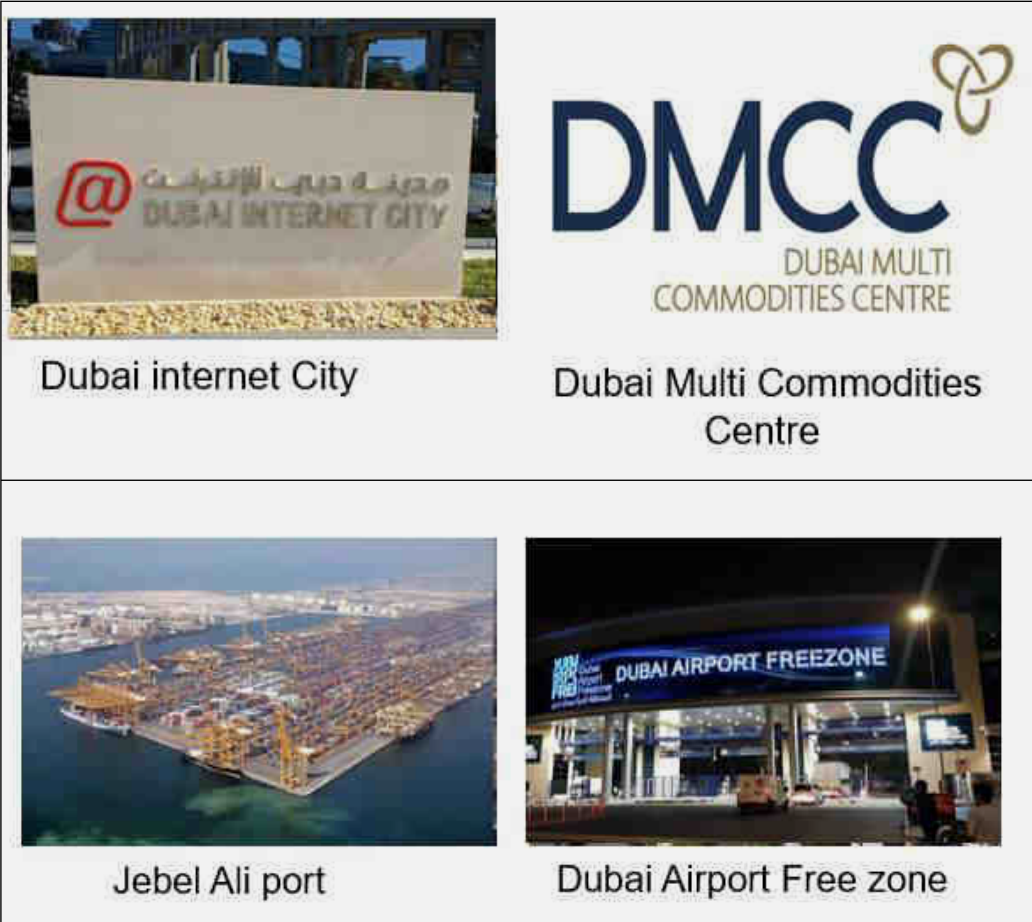 مدينة دبي للإنترنت
DUBAI INTERNET CITY
Dubai internet City
DMCC
DUBAI MULTI
COMMODITIES CENTRE
Dubai Multi Commodities
Centre
DUBAI AIRPORT FREEZONE
Jebel Ali port
Dubai Airport Free zone